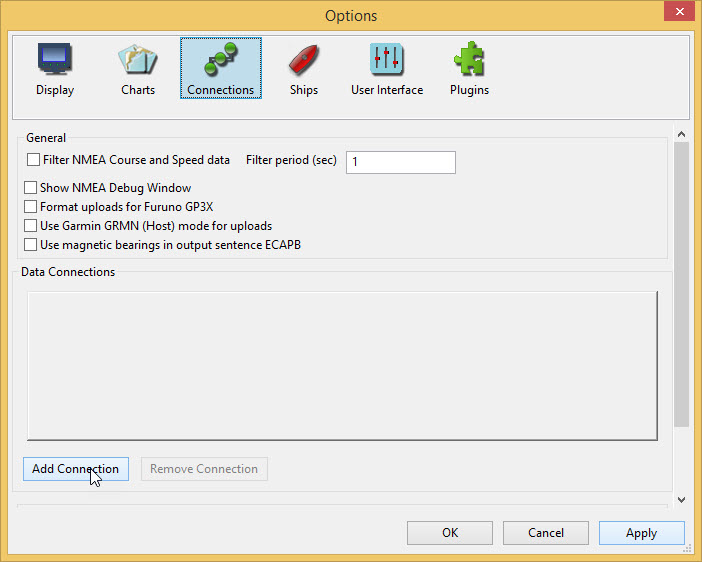 Options
Display Charts Connections Ships User Interface Plugins
General
Filter NMEA Course and Speed data Filter period (sec) 1
Show NMEA Debug Window
Format uploads for Furuno GP3X
Use Garmin GRMN (Host) mode for uploads
Use magnetic bearings in output sentence ECAPB
Data Connections
Add Connection Remove Connection
OK Cancel Apply